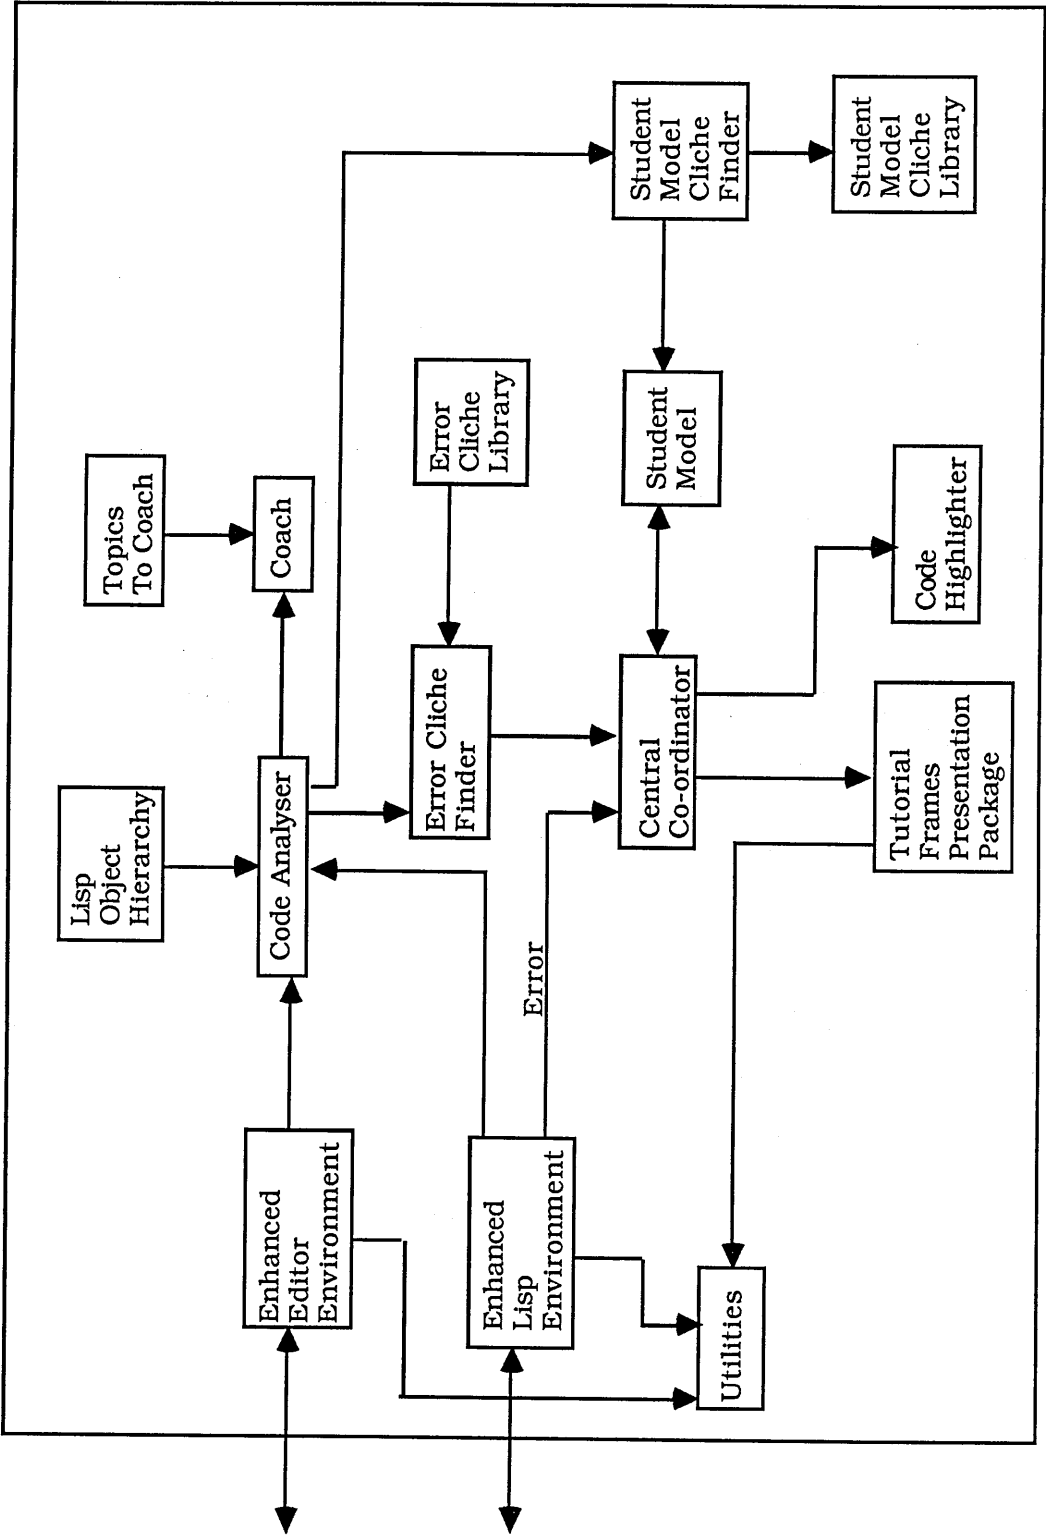 Topics
To Coach
Lisp
Object
Hierarchy
Coach
Code Analyser
Enhanced
Editor
Environment
Error
Cliche
Library
Error Cliche
Finder
Enhanced
Lisp
Environment
Error
Student
Model
Cliche
Finder
Student
Model
Central
Co-ordinator
Utilities
Student
Model
Cliche
Library
Code
Highlighter
Tutorial
Frames
Presentation
Package